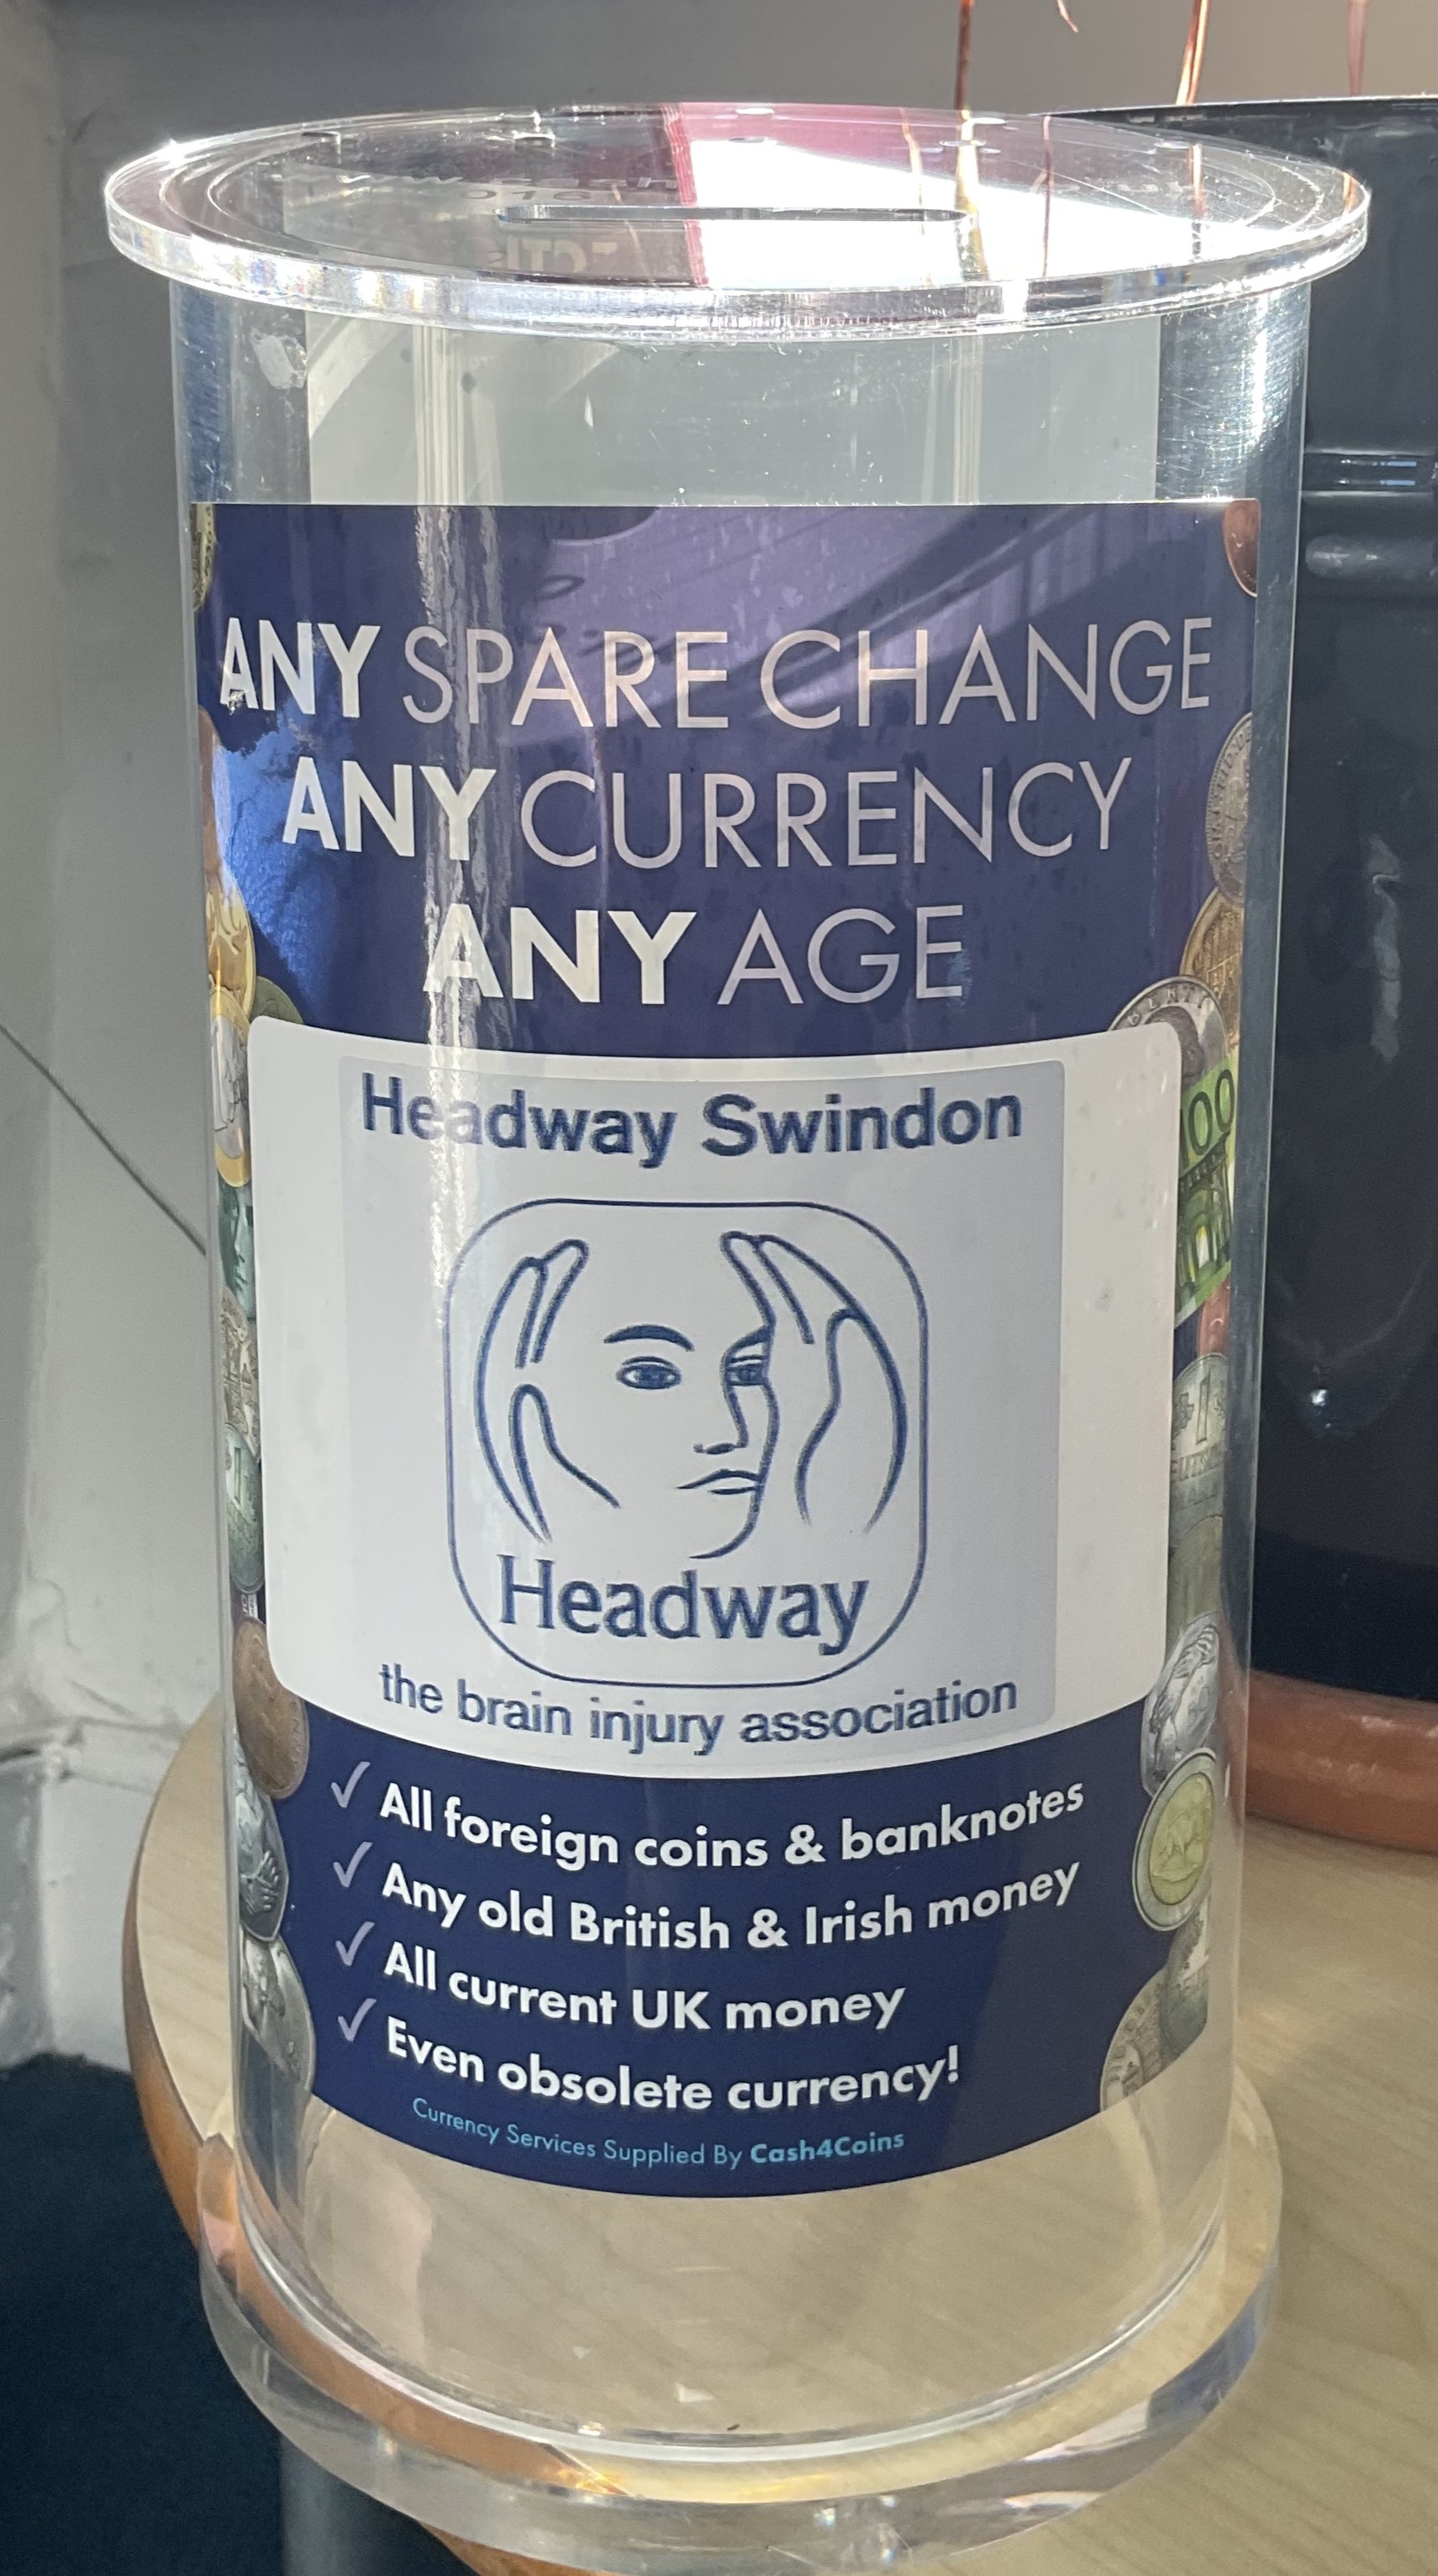 ANY SPARE CHANGE
ANY CURRENCY
ANY AGE
Headway Swindon
Headway
the brain injury association
✓ All foreign coins & banknotes
✓ Any old British & Irish money
✓ All current UK money
✓ Even obsolete currency!
Currency Services Supplied By Cash4Coins
100